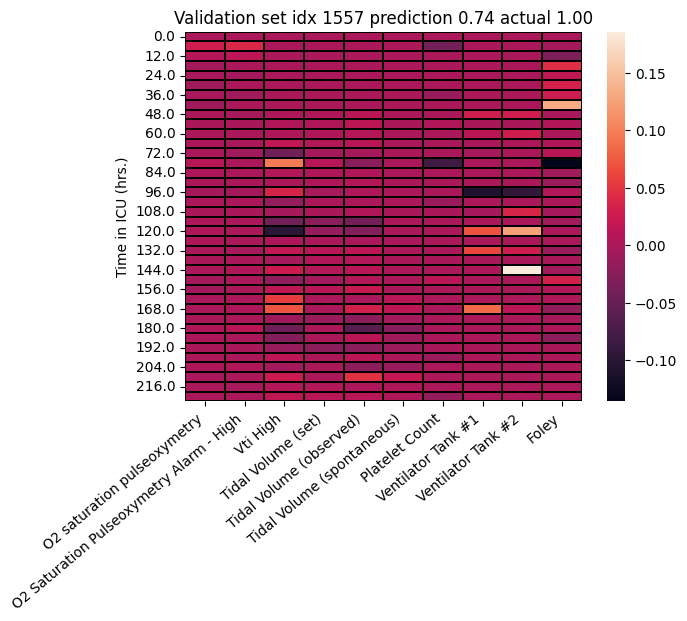 Validation set idx 1557 prediction 0.74 actual 1.00
Time in ICU (hrs.)
0.0
12.0
24.0
36.0
48.0
60.0
72.0
84.0
96.0
108.0
120.0
132.0
144.0
156.0
168.0
180.0
192.0
204.0
216.0
O2 saturation pulseoxymetry
O2 Saturation Pulseoxymetry Alarm - High
Vti High
Tidal Volume (set)
Tidal Volume (observed)
Tidal Volume (spontaneous)
Platelet Count
Ventilator Tank #1
Ventilator Tank #2
Foley
0.15
0.10
0.05
0.00
−0.05
−0.10